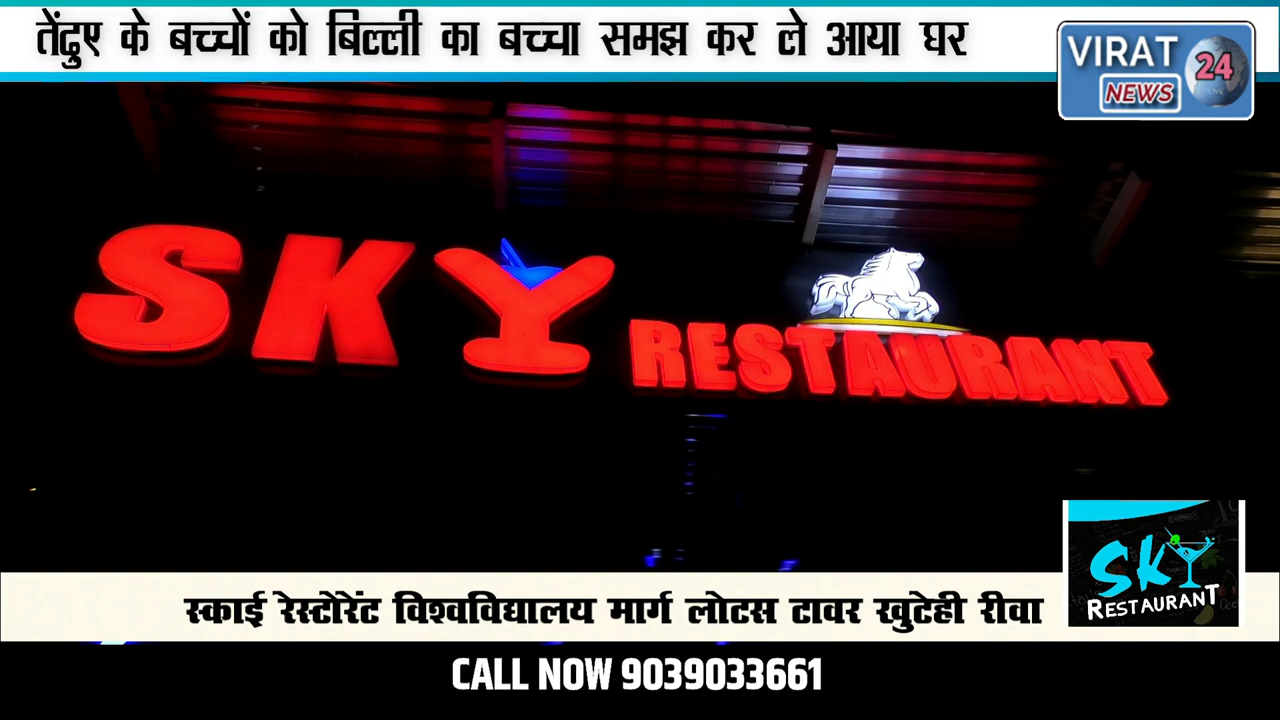 तेंदुए के बच्चों को बिल्ली का बच्चा समझ कर ले आया घर
VIRAT
24
NEWS
SKY RESTAURANT
SKY
RESTAURANT
स्काई रेस्टोरेंट विश्वविद्यालय मार्ग लोटस टावर खुटेही रीवा
CALL NOW 9039033661